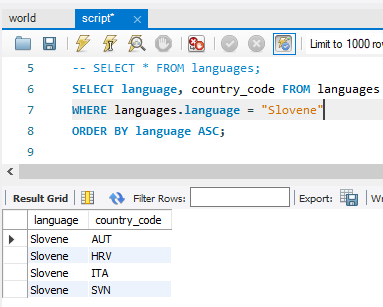 world script*
Limit to 1000 row
5 -- SELECT * FROM languages;
6 SELECT language, country_code FROM languages
7 WHERE languages.language = "Slovene"
8 ORDER BY language ASC;
9
Result Grid Filter Rows: Export: W
language country_code
Slovene AUT
Slovene HRV
Slovene ITA
Slovene SVN